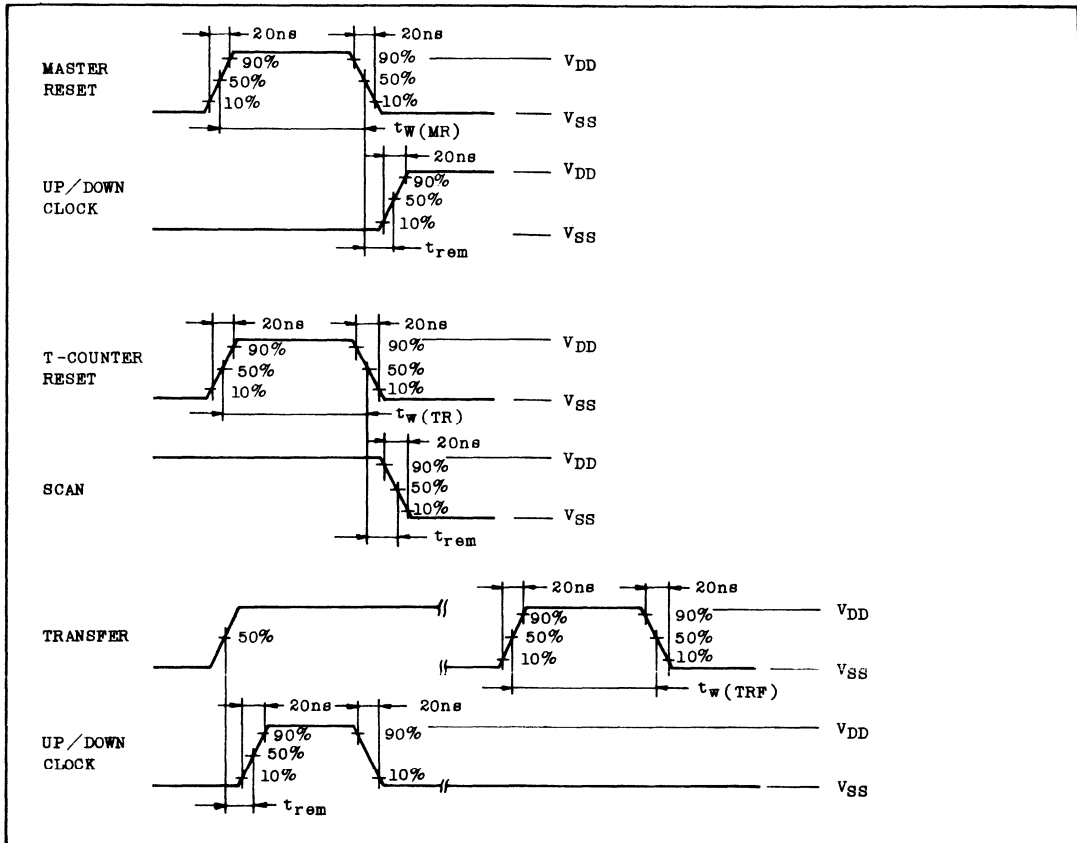 20ns 20ns
MASTER RESET
90% 90% VDD
50% 50%
10% 10% VSS
tW(MR)
20ns VDD
UP/DOWN CLOCK
90%
50%
10% VSS
trem
20ns 20ns
T-COUNTER RESET
90% 90% VDD
50% 50%
10% 10% VSS
tW(TR)
20ns
SCAN
90% VDD
50%
10% VSS
trem
20ns 20ns
TRANSFER
50%
90% 90% VDD
50% 50%
10% 10% VSS
tW(TRF)
20ns 20ns
UP/DOWN CLOCK
90% 90% VDD
50%
10% 10% VSS
trem